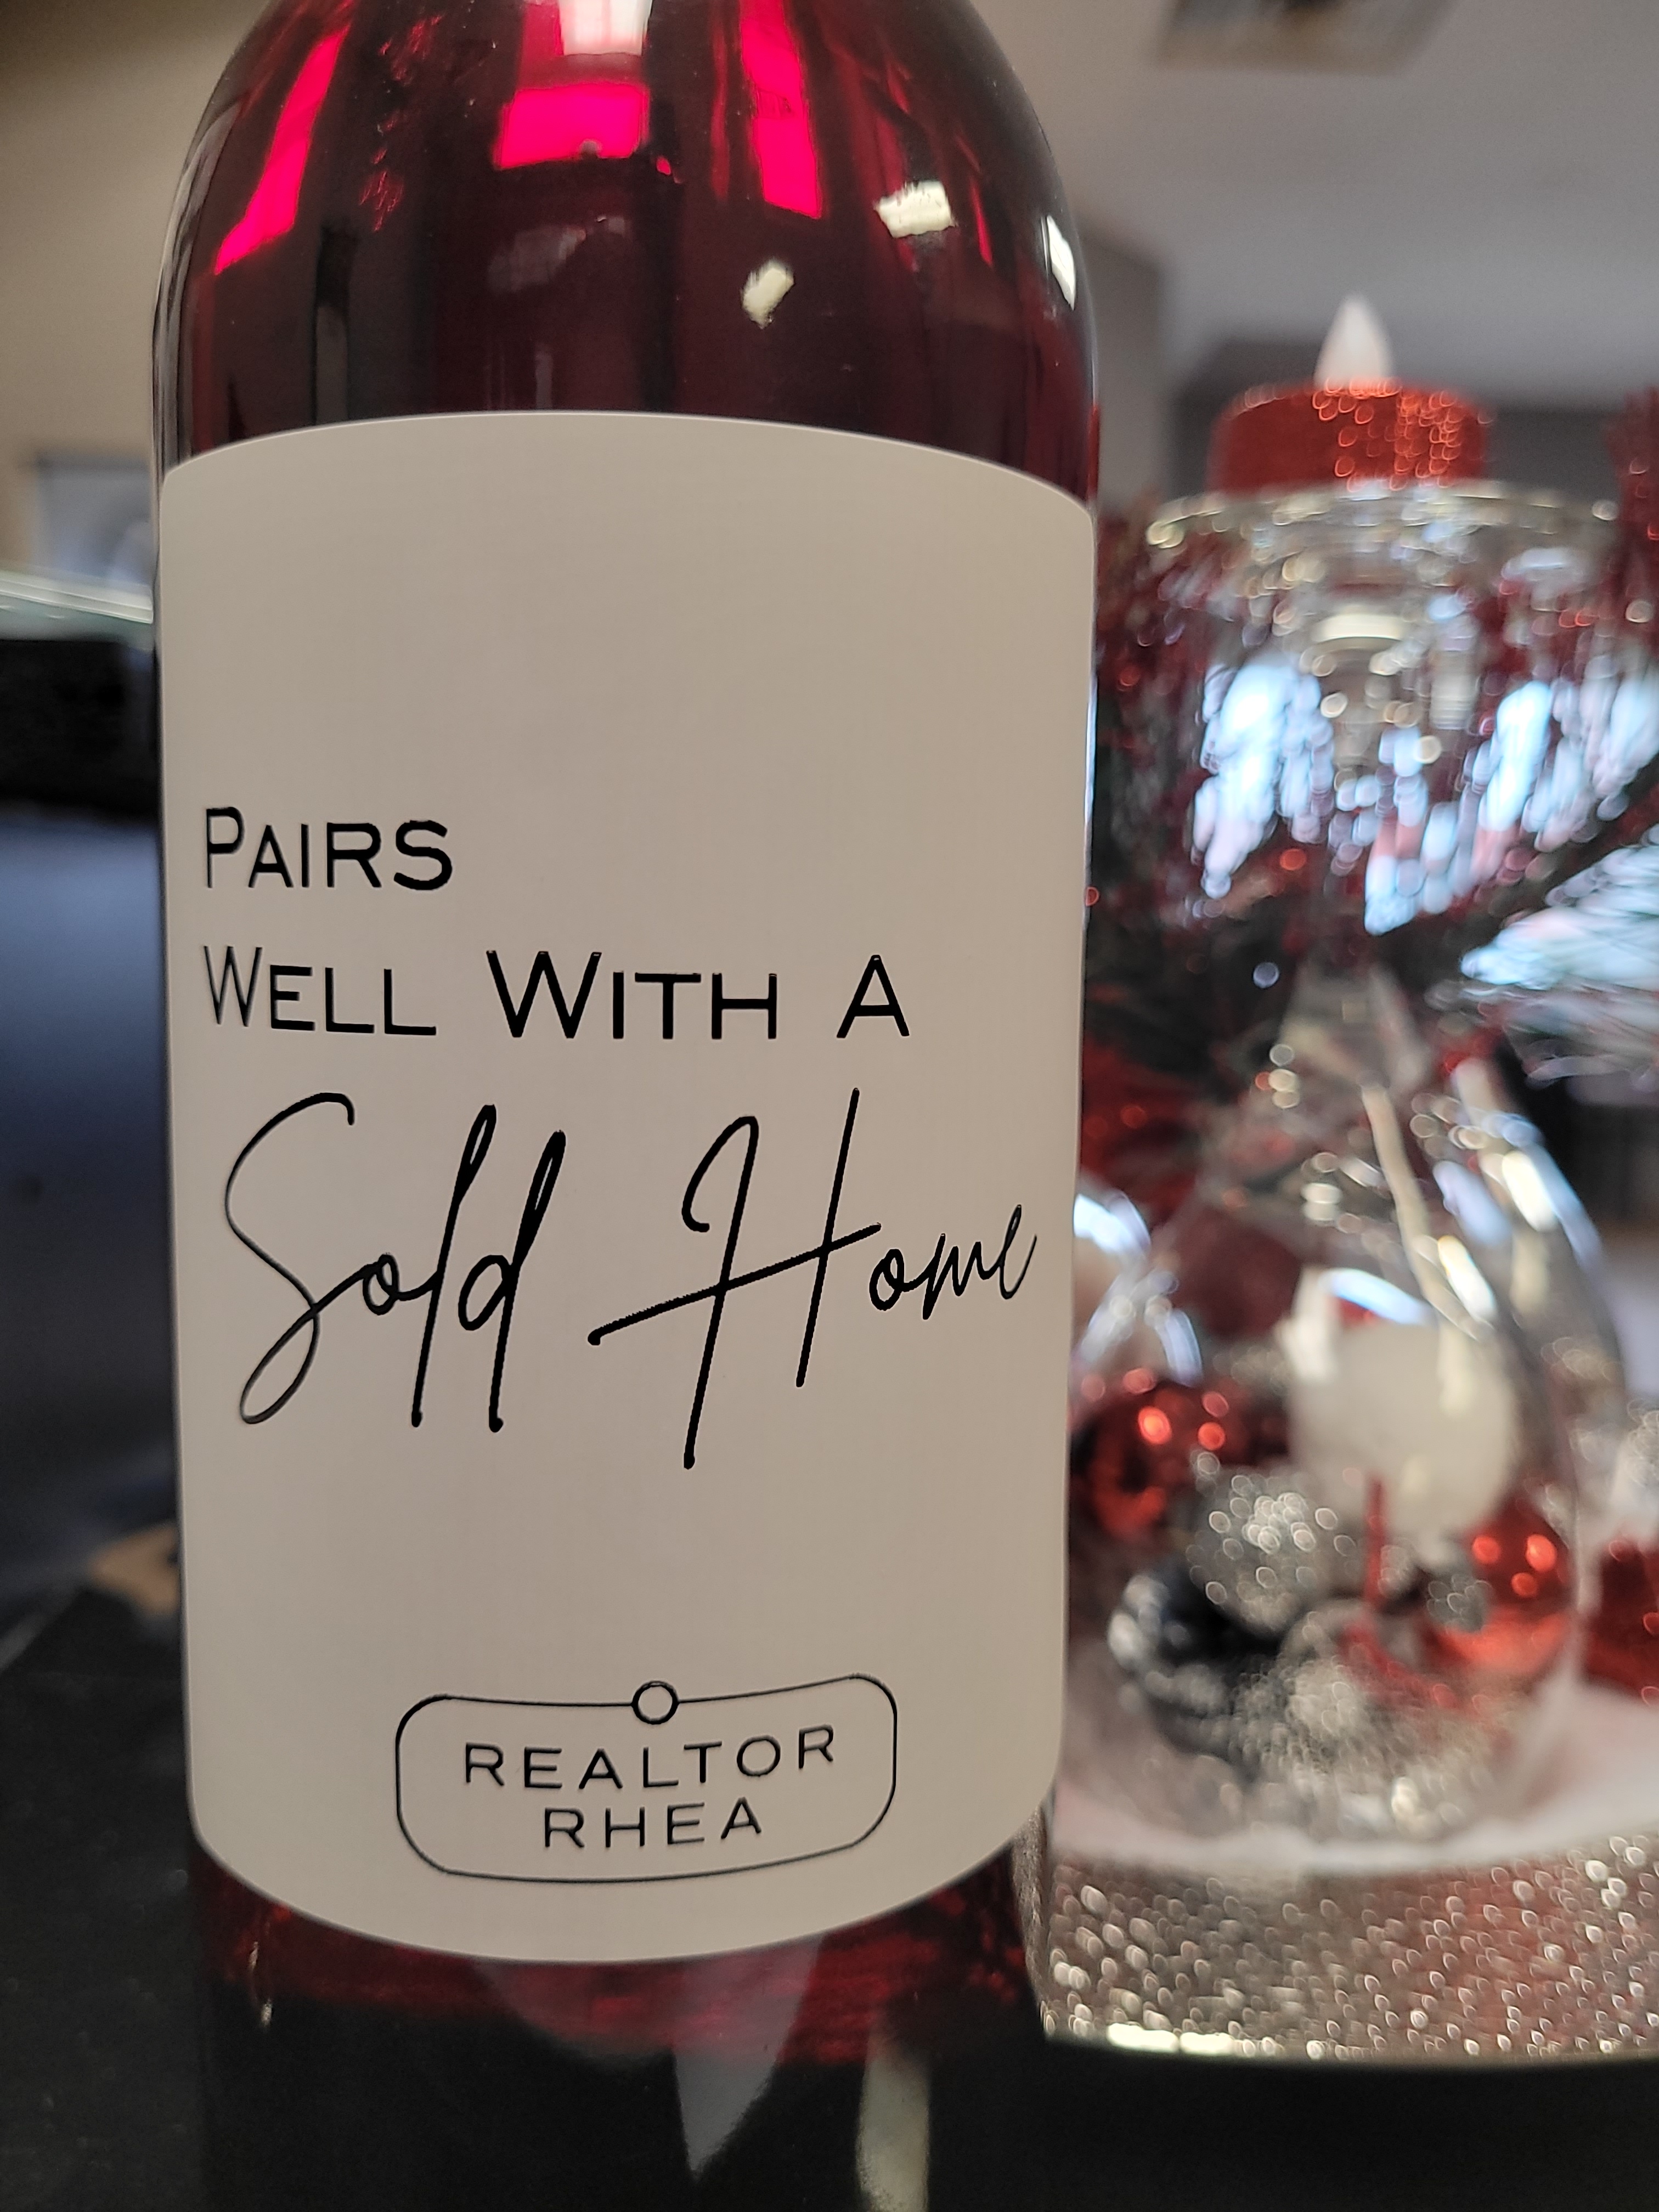 PAIRS
WELL WITH A
Sold Home
REALTOR
RHEA